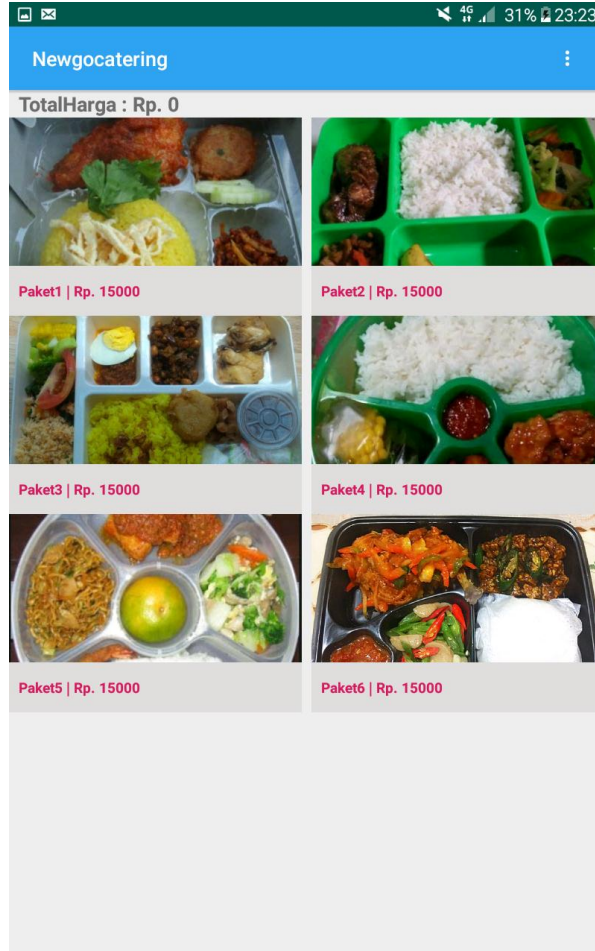 4G 31% 23:23
Newgocatering
TotalHarga : Rp. 0
Paket1 | Rp. 15000
Paket2 | Rp. 15000
Paket3 | Rp. 15000
Paket4 | Rp. 15000
Paket5 | Rp. 15000
Paket6 | Rp. 15000